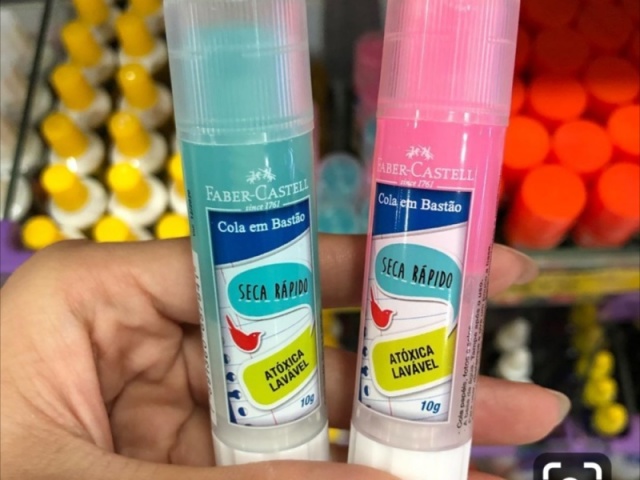 FABER-CASTELL
since 1761
Cola em Bastão
SECA RÁPIDO
ATÓXICA
LAVÁVEL
10g
FABER-CASTELL
since 1761
Cola em Bastão
SECA RÁPIDO
ATÓXICA
LAVÁVEL
10g